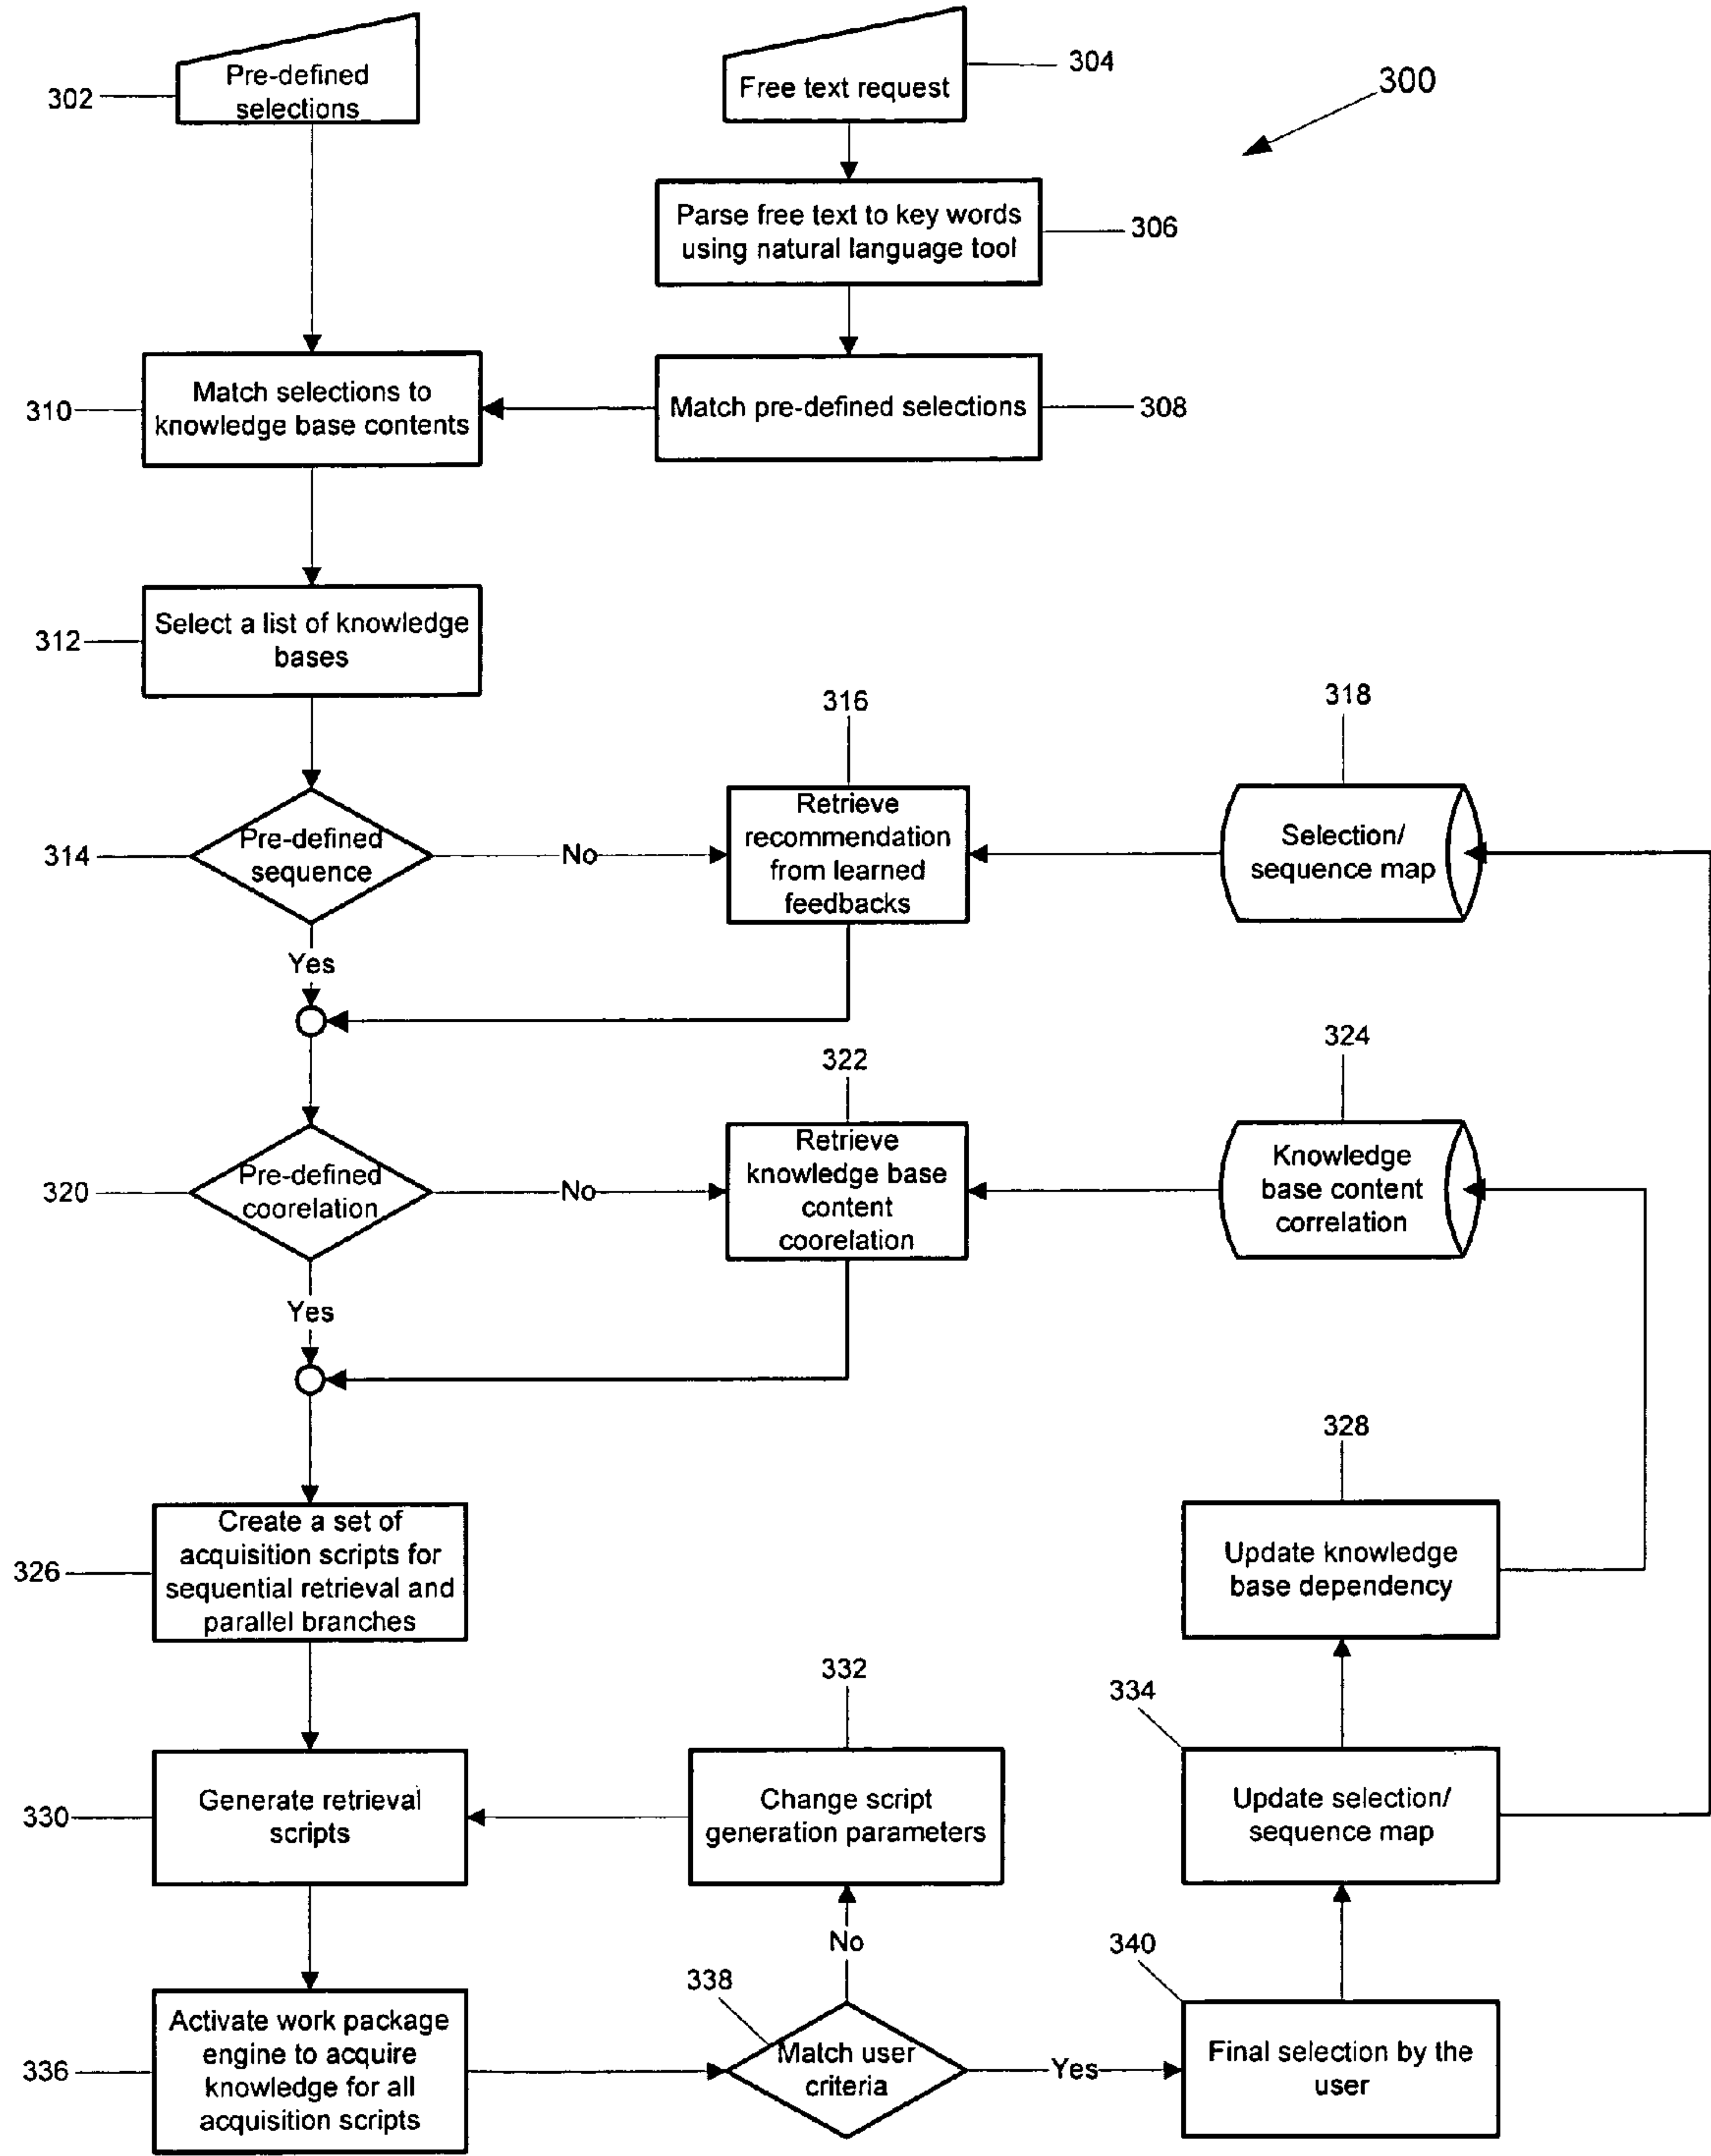 Pre-defined
selections
302
Free text request
304
300
Parse free text to key words
using natural language tool
306
Match selections to
knowledge base contents
310
Match pre-defined selections
308
Select a list of knowledge
bases
312
316
318
Pre-defined
sequence
314
No
Yes
Retrieve
recommendation
from learned
feedbacks
Selection/
sequence map
322
324
Pre-defined
coorelation
320
No
Yes
Retrieve
knowledge base
content
coorelation
Knowledge
base content
correlation
328
Create a set of
acquisition scripts for
sequential retrieval and
parallel branches
326
Update knowledge
base dependency
332
334
Generate retrieval
scripts
330
Change script
generation parameters
Update selection/
sequence map
No
338
340
Activate work package
engine to acquire
knowledge for all
acquisition scripts
336
Match user
criteria
Yes
Final selection by the
user